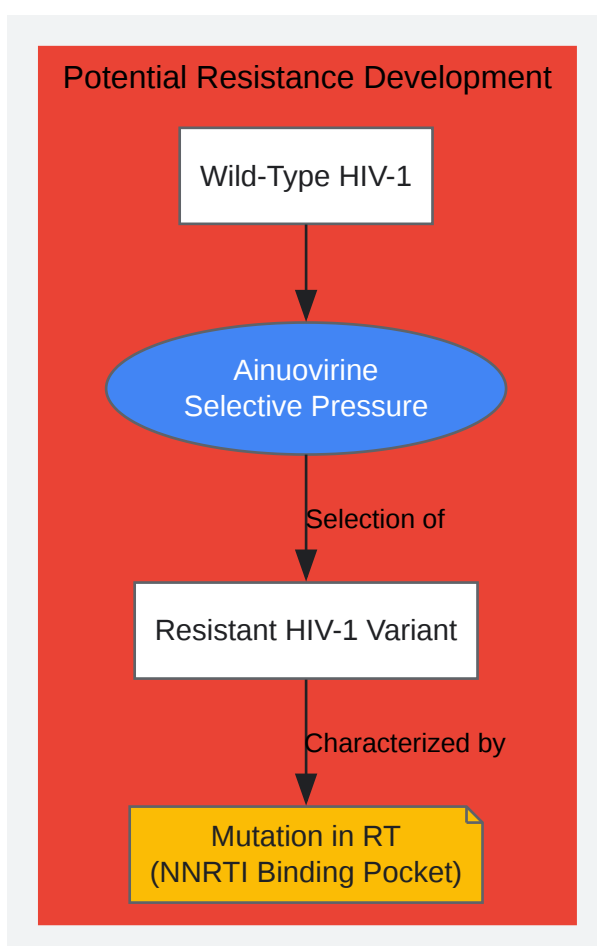 Potential Resistance Development
Wild-Type HIV-1
Ainuovirine
Selective Pressure
Selection of
Resistant HIV-1 Variant
Characterized by
Mutation in RT
(NNRTI Binding Pocket)